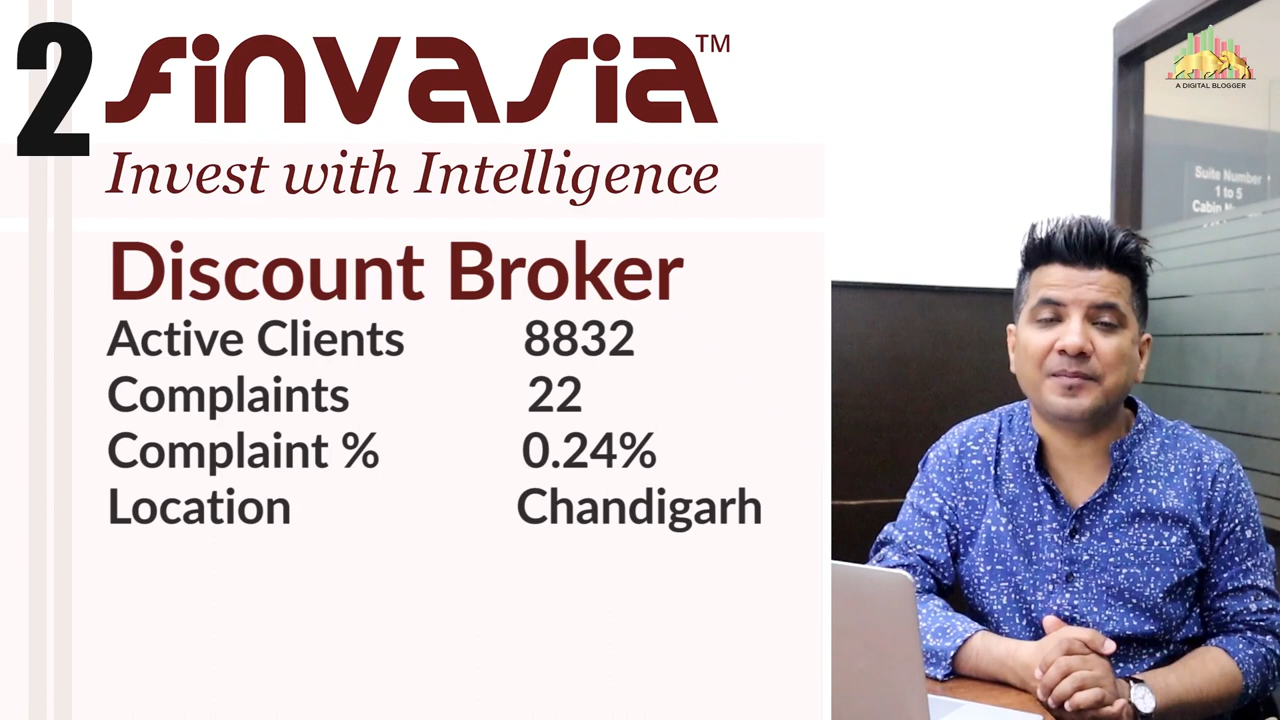 2 finvasia™
Invest with Intelligence
Discount Broker
Active Clients 8832
Complaints 22
Complaint % 0.24%
Location Chandigarh
A DIGITAL BLOGGER
Suite Number
1 to 5
Cabin